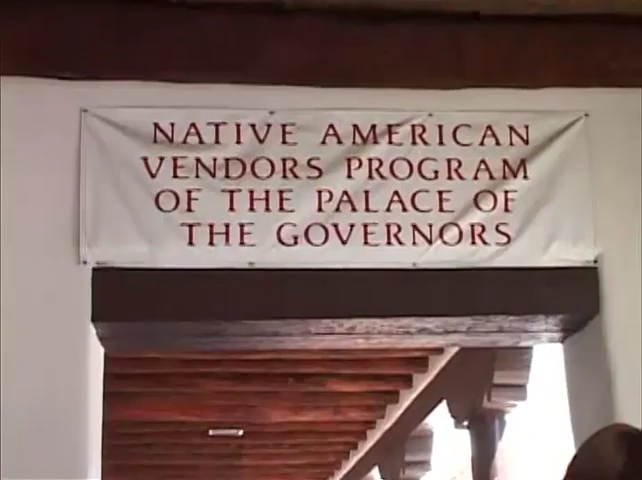 NATIVE AMERICAN
VENDORS PROGRAM
OF THE PALACE OF
THE GOVERNORS